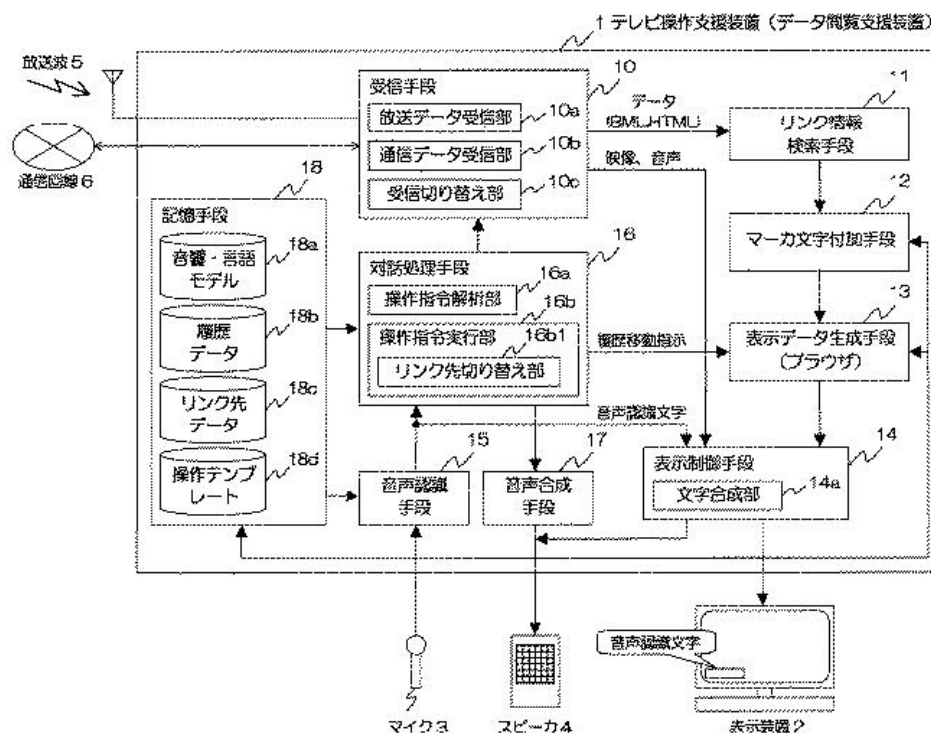 1 テレビ操作支援装置(データ閲覧支援装置)
放送波5
通信回線6
10
受信手段
放送データ受信部
10a
通信データ受信部
10b
受信切り替え部
10c
データ
(BML,HTML)
映像、音声
11
リンク情報
検索手段
12
マーカ文字付加手段
13
表示データ生成手段
(ブラウザ)
18
記憶手段
音響・言語
モデル
18a
履歴
データ
18b
リンク先
データ
18c
操作テンプ
レート
18d
16
対話処理手段
16a
操作指令解析部
16b
操作指令実行部
16b1
リンク先切り替え部
履歴移動指示
音声認識文字
15
音声認識
手段
17
音声合成
手段
14
表示制御手段
文字合成部
14a
音声認識文字
マイク3
スピーカ4
表示装置2